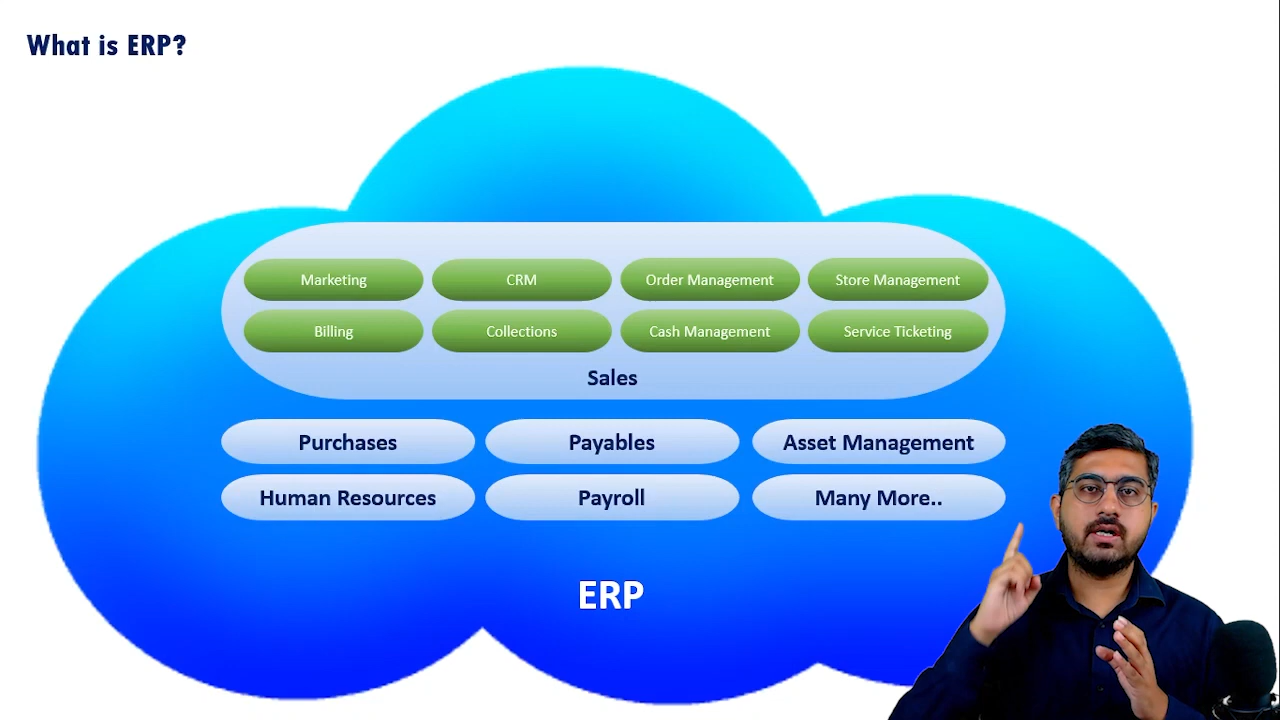 What is ERP?
Marketing
CRM
Order Management
Store Management
Billing
Collections
Cash Management
Service Ticketing
Sales
Purchases
Payables
Asset Management
Human Resources
Payroll
Many More..
ERP